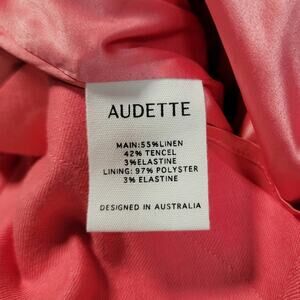 AUDETTE
MAIN:55%LINEN
42% TENCEL
3%ELASTINE
LINING: 97% POLYSTER
3% ELASTINE
DESIGNED IN AUSTRALIA